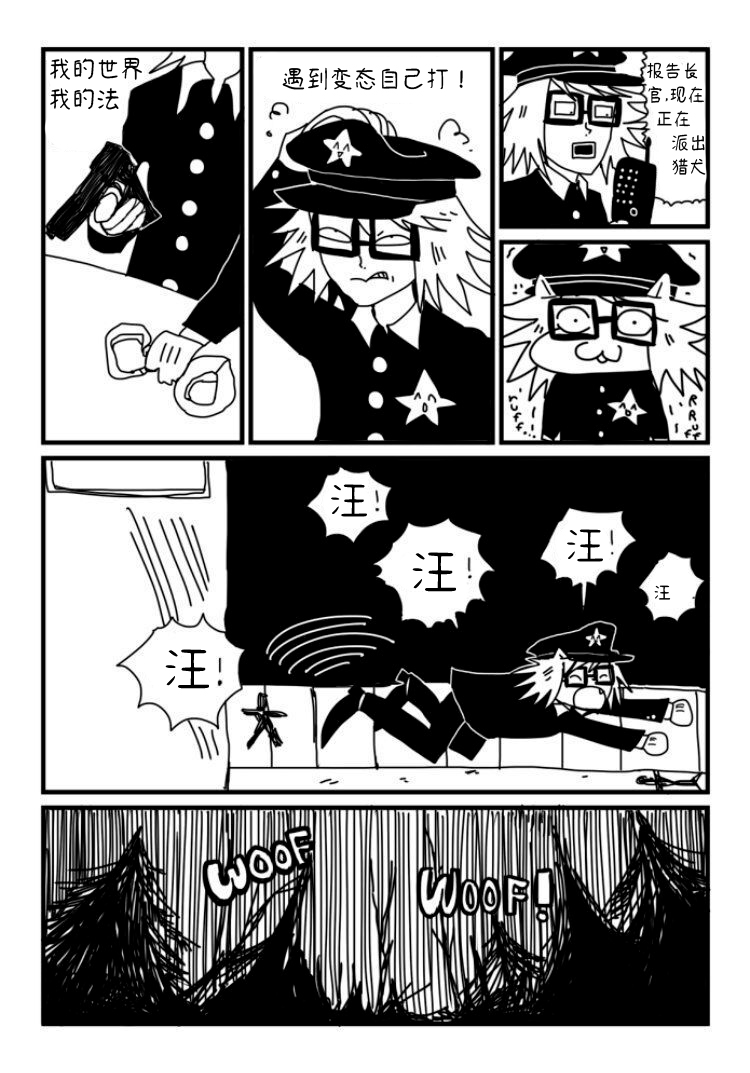 我的世界
我的法
遇到变态自己打！
报告长
官,现在
正在
派出
猎犬
ruff...
RRUFF
汪！
汪！
汪！
汪
汪！
WOOF
WOOF!